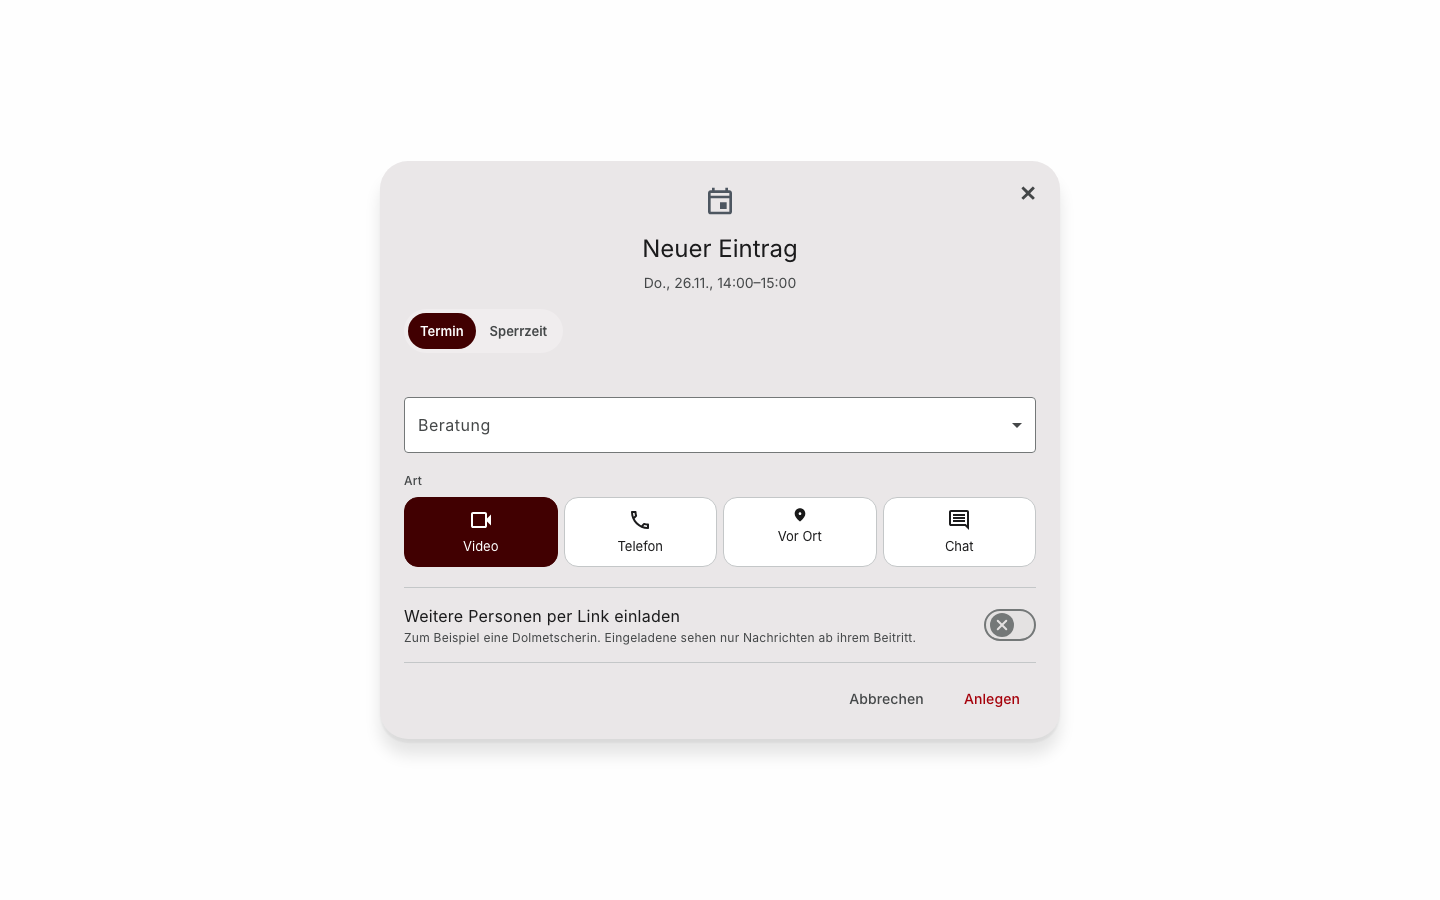 Neuer Eintrag
Do., 26.11., 14:00–15:00
Termin Sperrzeit
Beratung
Art
Video Telefon Vor Ort Chat
Weitere Personen per Link einladen
Zum Beispiel eine Dolmetscherin. Eingeladene sehen nur Nachrichten ab ihrem Beitritt.
Abbrechen Anlegen